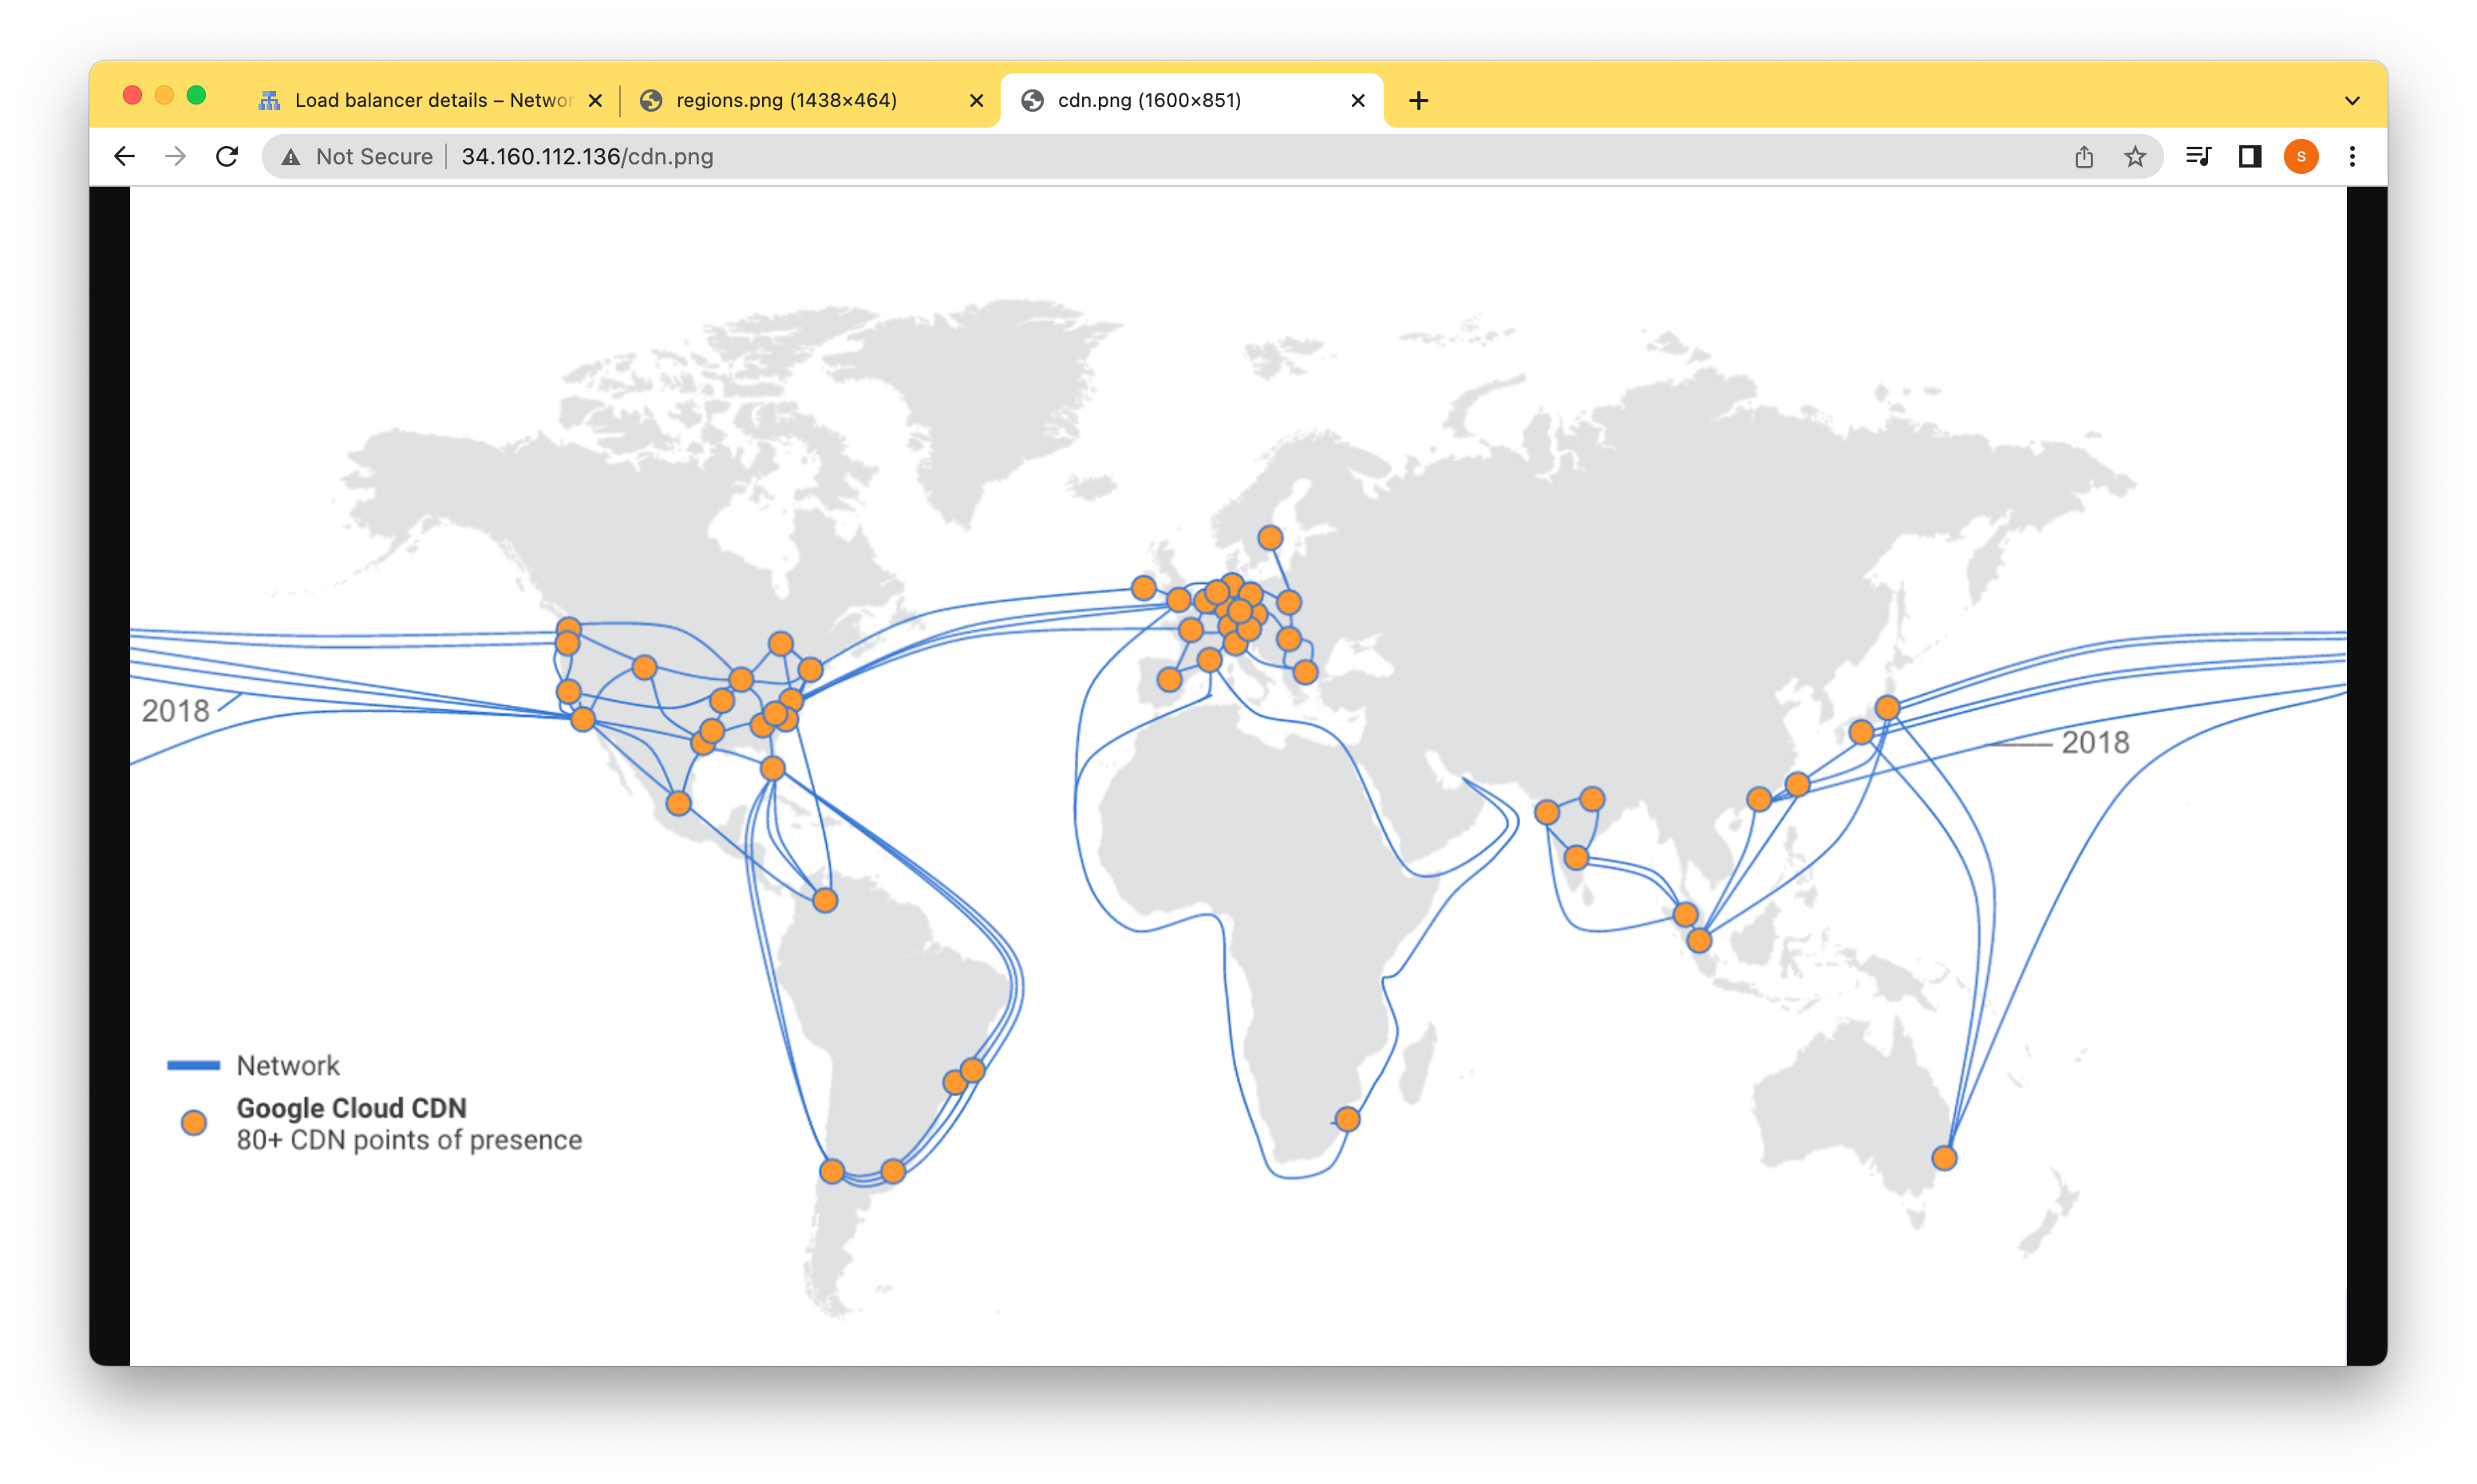 Load balancer details – Networ
regions.png (1438×464)
cdn.png (1600×851)
Not Secure
34.160.112.136/cdn.png
S
2018
2018
Network
Google Cloud CDN
80+ CDN points of presence